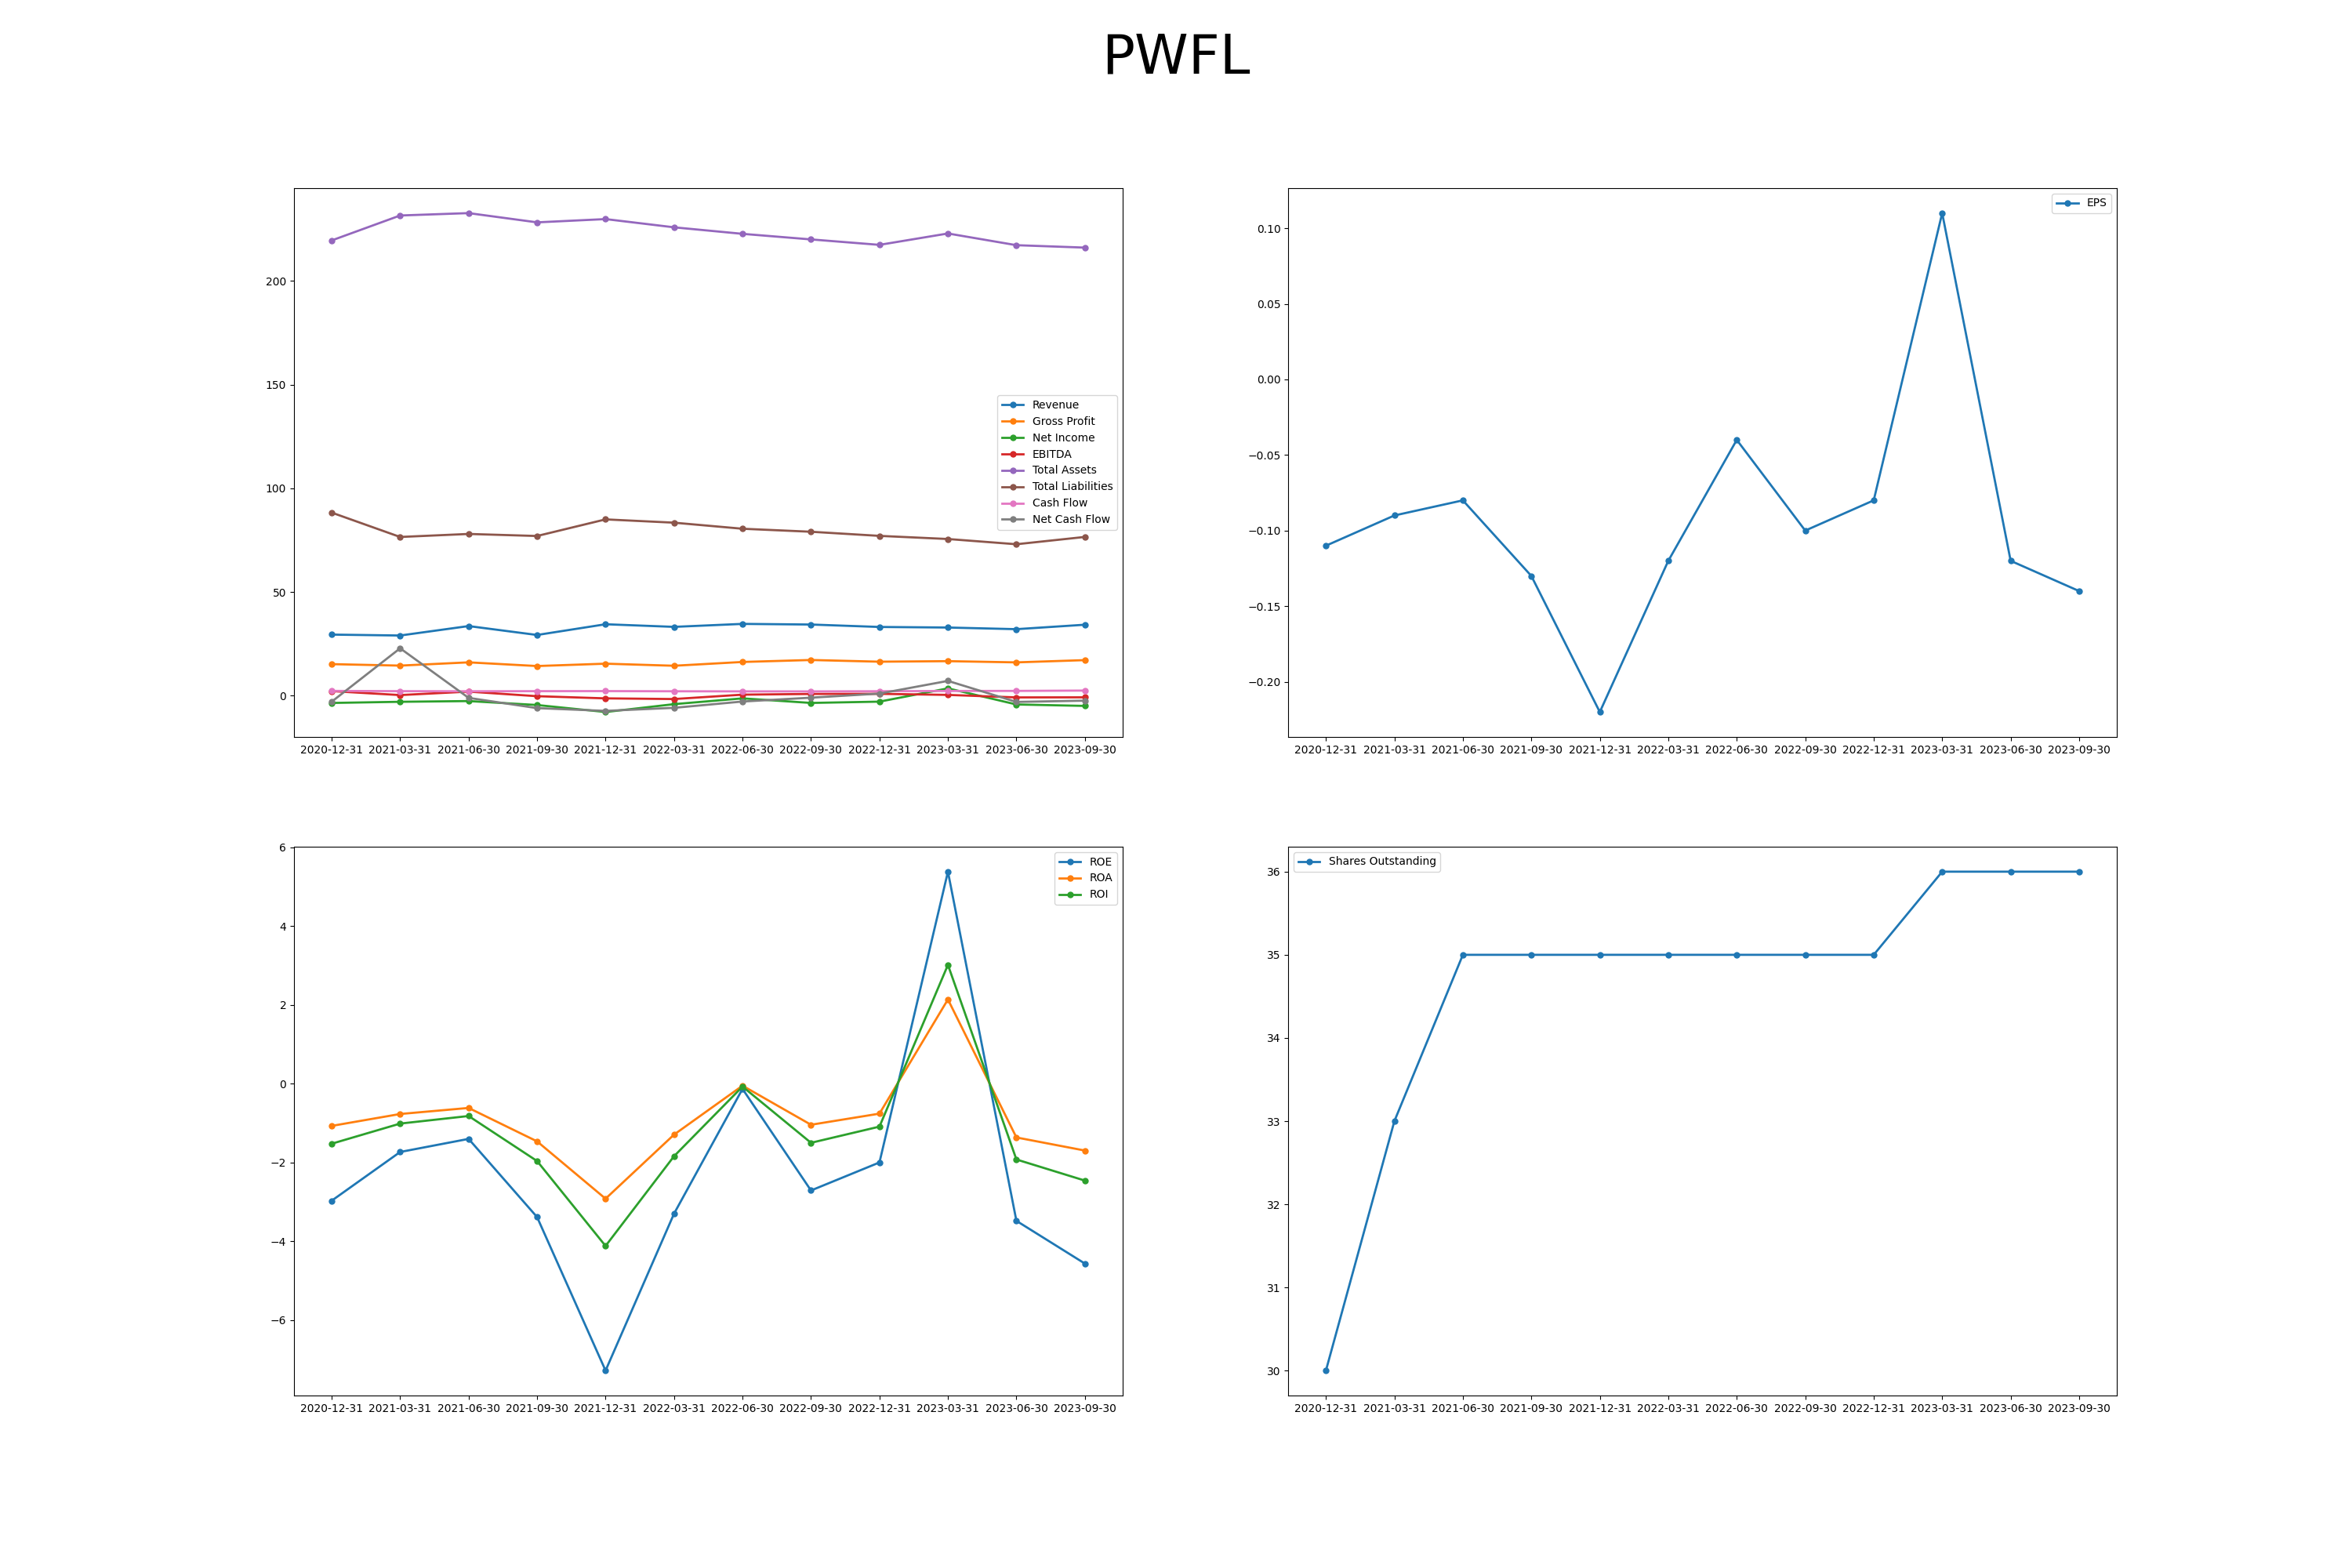 PWFL
200
150
100
50
0
Revenue
Gross Profit
Net Income
EBITDA
Total Assets
Total Liabilities
Cash Flow
Net Cash Flow
2020-12-31 2021-03-31 2021-06-30 2021-09-30 2021-12-31 2022-03-31 2022-06-30 2022-09-30 2022-12-31 2023-03-31 2023-06-30 2023-09-30
EPS
0.10
0.05
0.00
−0.05
−0.10
−0.15
−0.20
2020-12-31 2021-03-31 2021-06-30 2021-09-30 2021-12-31 2022-03-31 2022-06-30 2022-09-30 2022-12-31 2023-03-31 2023-06-30 2023-09-30
6
4
2
0
−2
−4
−6
ROE
ROA
ROI
2020-12-31 2021-03-31 2021-06-30 2021-09-30 2021-12-31 2022-03-31 2022-06-30 2022-09-30 2022-12-31 2023-03-31 2023-06-30 2023-09-30
Shares Outstanding
36
35
34
33
32
31
30
2020-12-31 2021-03-31 2021-06-30 2021-09-30 2021-12-31 2022-03-31 2022-06-30 2022-09-30 2022-12-31 2023-03-31 2023-06-30 2023-09-30